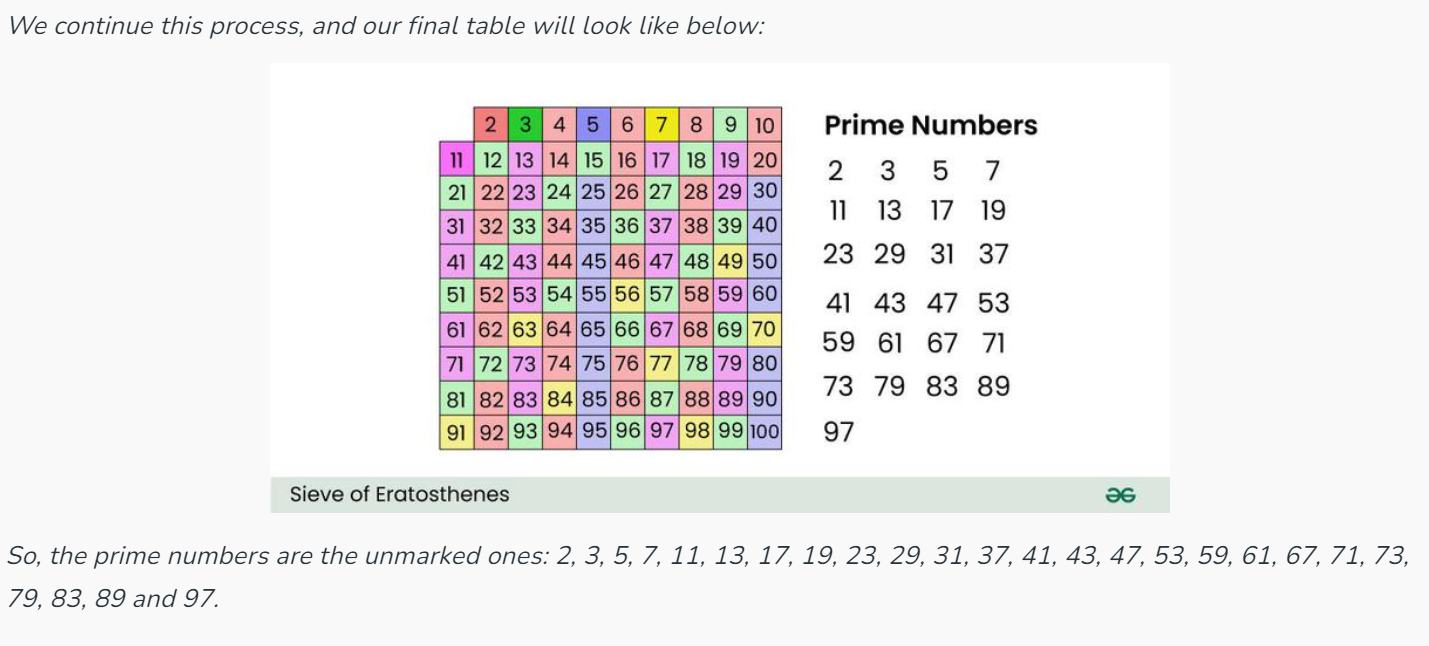 We continue this process, and our final table will look like below:
2 3 4 5 6 7 8 9 10
11 12 13 14 15 16 17 18 19 20
21 22 23 24 25 26 27 28 29 30
31 32 33 34 35 36 37 38 39 40
41 42 43 44 45 46 47 48 49 50
51 52 53 54 55 56 57 58 59 60
61 62 63 64 65 66 67 68 69 70
71 72 73 74 75 76 77 78 79 80
81 82 83 84 85 86 87 88 89 90
91 92 93 94 95 96 97 98 99 100
Prime Numbers
2 3 5 7
11 13 17 19
23 29 31 37
41 43 47 53
59 61 67 71
73 79 83 89
97
Sieve of Eratosthenes
So, the prime numbers are the unmarked ones: 2, 3, 5, 7, 11, 13, 17, 19, 23, 29, 31, 37, 41, 43, 47, 53, 59, 61, 67, 71, 73,
79, 83, 89 and 97.